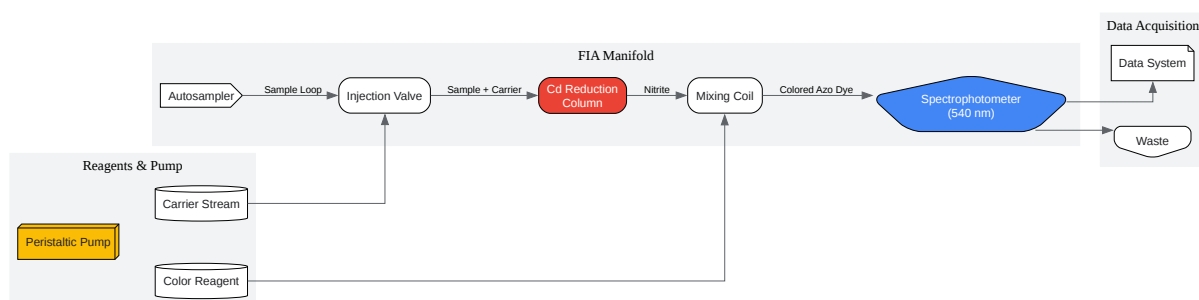 Data Acquisition
FIA Manifold
Data System
Autosampler
Sample Loop
Injection Valve
Sample + Carrier
Cd Reduction
Column
Nitrite
Mixing Coil
Colored Azo Dye
Spectrophotometer
(540 nm)
Waste
Reagents & Pump
Carrier Stream
Peristaltic Pump
Color Reagent